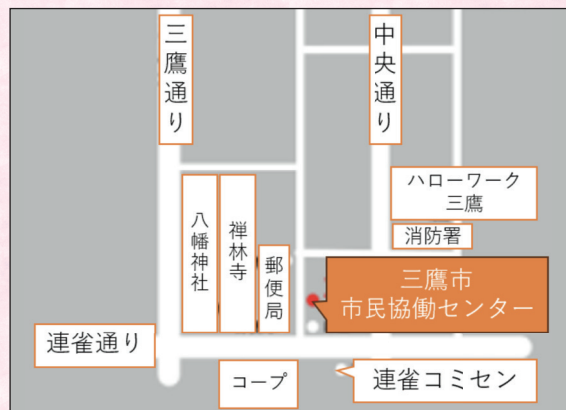 三鷹通り
中央通り
ハローワーク
三鷹
消防署
八幡神社
禅林寺
郵便局
三鷹市
市民協働センター
連雀通り
コープ
連雀コミセン